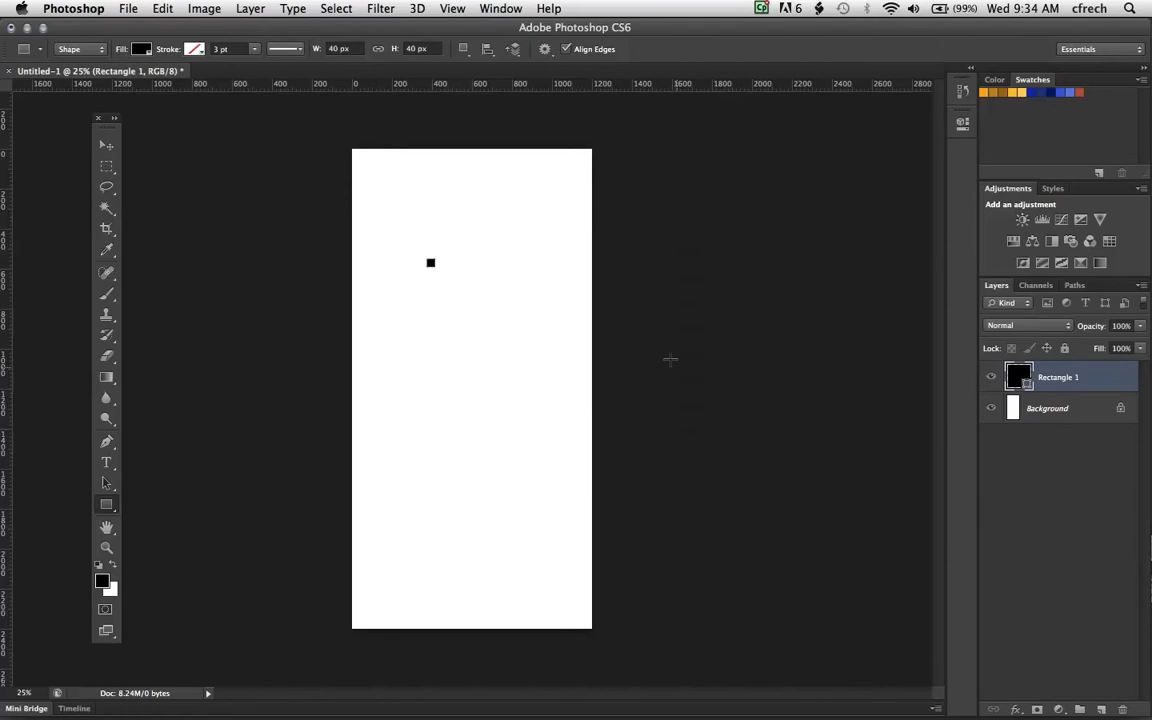 Photoshop File Edit Image Layer Type Select Filter 3D View Window Help 6 (99%) Wed 9:34 AM cfrech
Adobe Photoshop CS6
Shape Fill: Stroke: 3 pt W: 40 px H: 40 px Align Edges Essentials
Untitled-1 @ 25% (Rectangle 1, RGB/8) *
1600 1400 1200 1000 800 600 400 200 0 200 400 600 800 1000 1200 1400 1600 1800 2000 2200 2400 2600 2800
Color Swatches
Adjustments Styles
Add an adjustment
Layers Channels Paths
Kind T
Normal Opacity: 100%
Lock: Fill: 100%
Rectangle 1
Background
T
25% Doc: 8.24M/0 bytes
fx
Mini Bridge Timeline